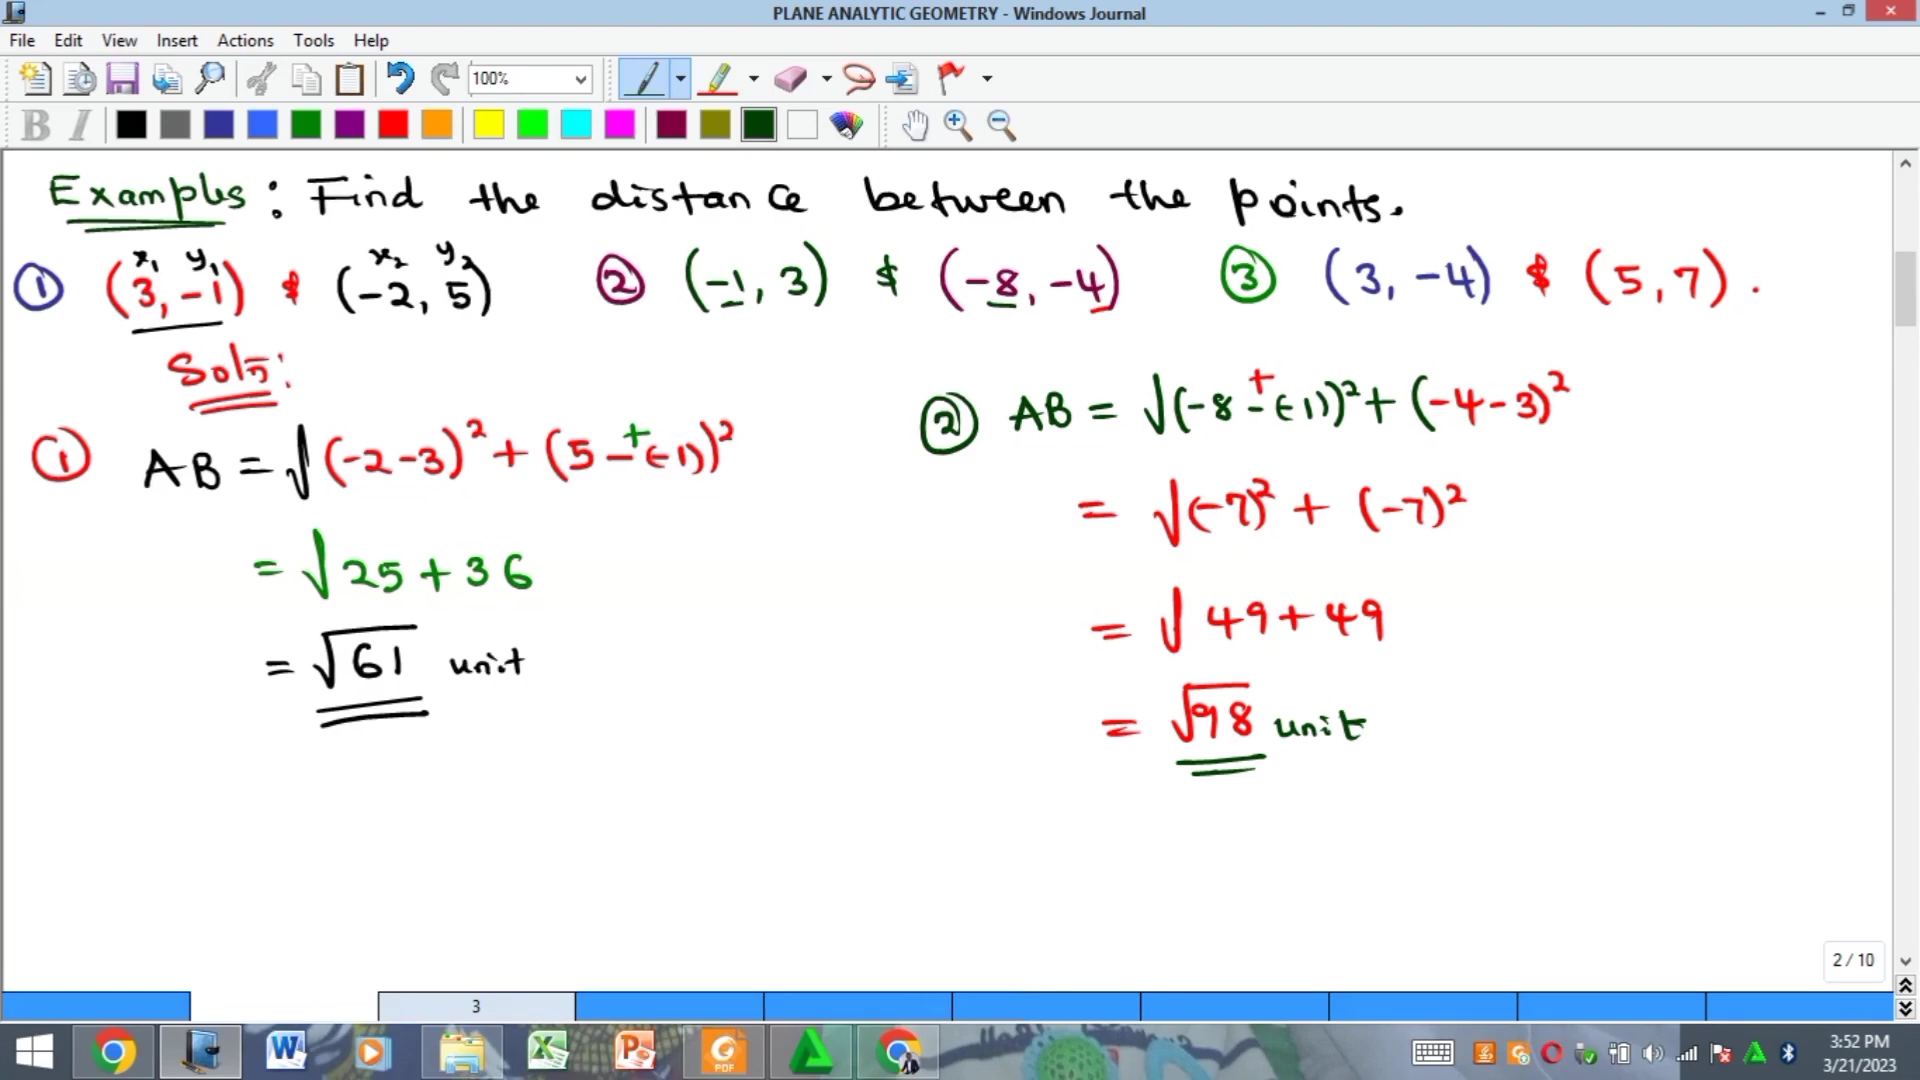 PLANE ANALYTIC GEOMETRY - Windows Journal
File Edit View Insert Actions Tools Help
100%
B I
Examples: Find the distance between the points.
① (3, -1) & (-2, 5) ② (-1, 3) & (-8, -4) ③ (3, -4) & (5, 7).
x₁ y₁ x₂ y₂
Soln:
① AB = √(-2-3)² + (5-(-1))²
+
= √25+36
= √61 unit
② AB = √(-8-(-1))² + (-4-3)²
+
= √(-7)² + (-7)²
= √49+49
= √98 unit
2 / 10
3
PDF
3:52 PM
3/21/2023